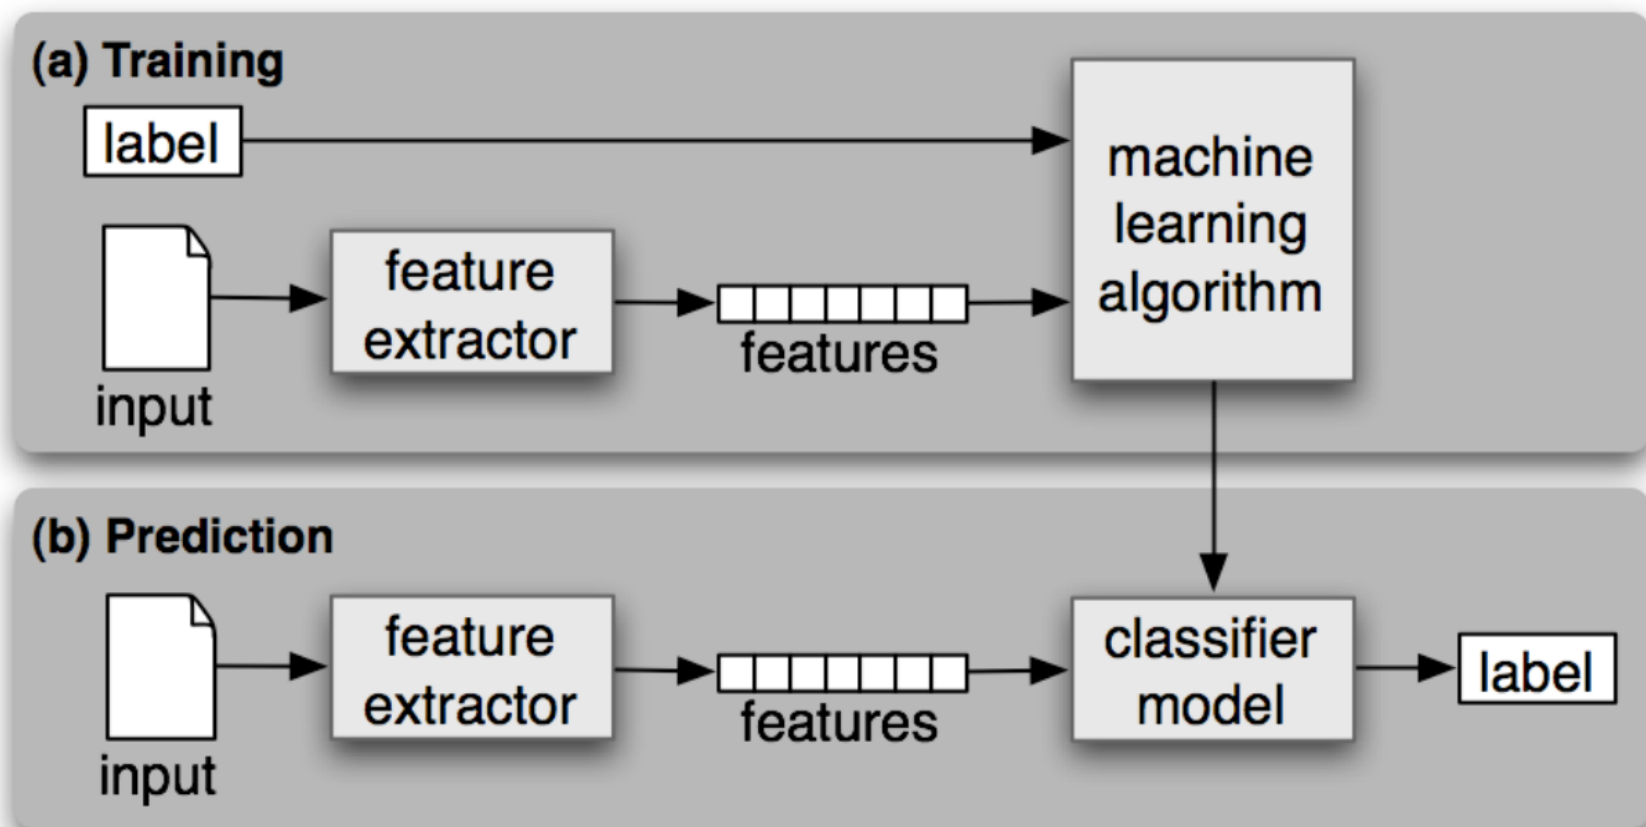 (a) Training
label
machine
learning
algorithm
feature
extractor
features
input
(b) Prediction
feature
extractor
features
input
classifier
model
label